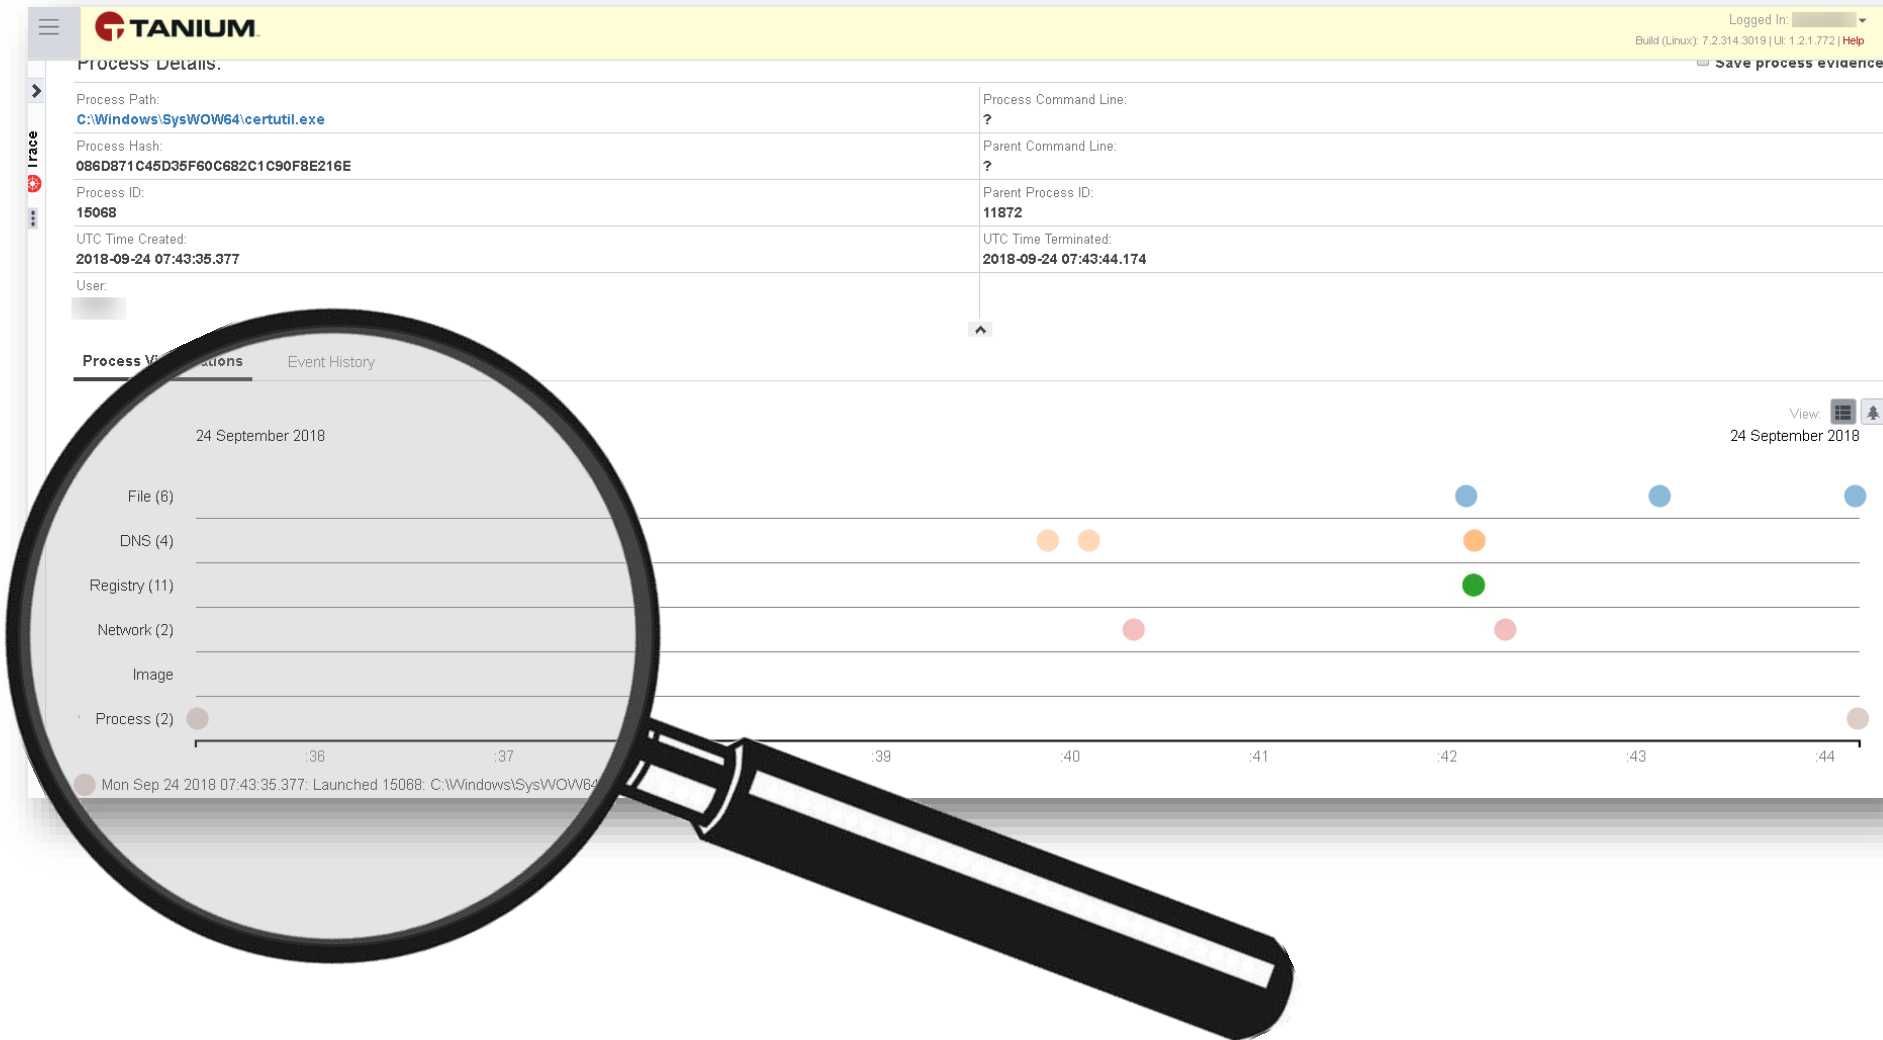 TANIUM
Logged In:
Build (Linux): 7.2.314.3019 | UI: 1.2.1.772 | Help
Process Details:
Save process evidence
Process Path:
C:\Windows\SysWOW64\certutil.exe
Process Command Line:
?
Process Hash:
086D871C45D35F60C682C1C90F8E216E
Parent Command Line:
?
Process ID:
15068
Parent Process ID:
11872
UTC Time Created:
2018-09-24 07:43:35.377
UTC Time Terminated:
2018-09-24 07:43:44.174
User:
Trace
Process
Event History
View:
24 September 2018
24 September 2018
File (6)
DNS (4)
Registry (11)
Network (2)
Image
Process (2)
:36 :37 :39 :40 :41 :42 :43 :44
Mon Sep 24 2018 07:43:35.377: Launched 15068: C:\Windows\SysWOW64